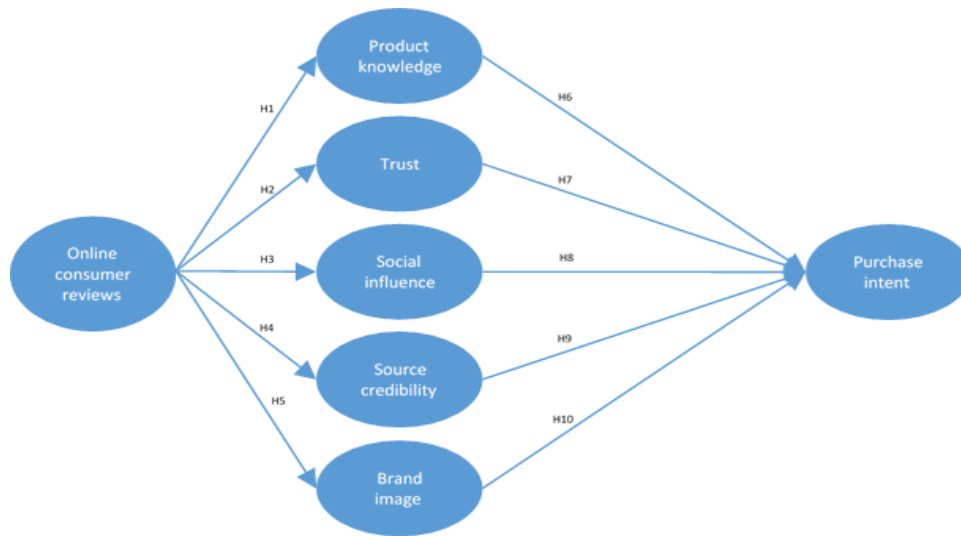 Product
knowledge
H1
H6
Trust
H2
H7
Online
consumer
reviews
H3
Social
influence
H8
Purchase
intent
H4
Source
credibility
H9
H5
Brand
image
H10